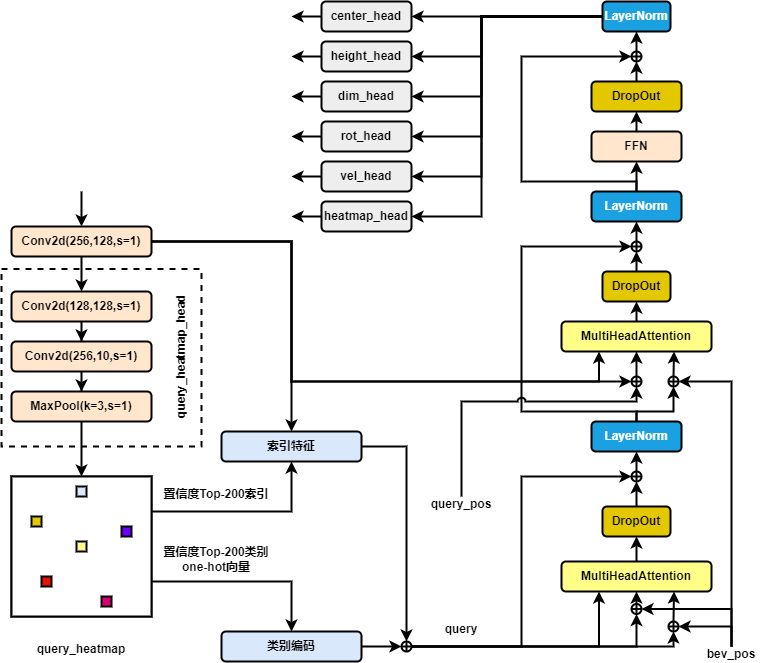 center_head
height_head
dim_head
rot_head
vel_head
heatmap_head
LayerNorm
DropOut
FFN
LayerNorm
DropOut
MultiHeadAttention
LayerNorm
DropOut
MultiHeadAttention
Conv2d(256,128,s=1)
Conv2d(128,128,s=1)
Conv2d(256,10,s=1)
MaxPool(k=3,s=1)
query_heatmap_head
索引特征
置信度Top-200索引
置信度Top-200类别
one-hot向量
类别编码
query_heatmap
query_pos
query
bev_pos